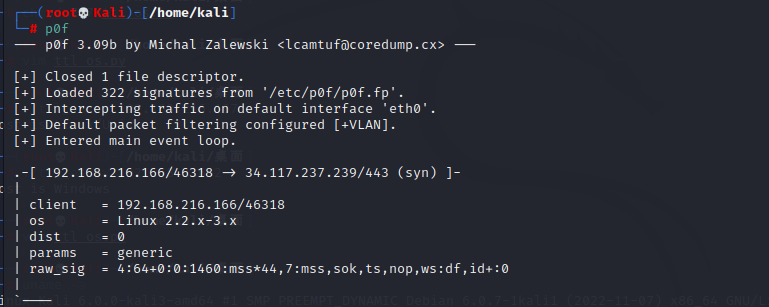 ┌──(root💀Kali)-[/home/kali]
└─# p0f
--- p0f 3.09b by Michal Zalewski <lcamtuf@coredump.cx> ---
[+] Closed 1 file descriptor.
[+] Loaded 322 signatures from '/etc/p0f/p0f.fp'.
[+] Intercepting traffic on default interface 'eth0'.
[+] Default packet filtering configured [+VLAN].
[+] Entered main event loop.
.-[ 192.168.216.166/46318 -> 34.117.237.239/443 (syn) ]-
|
| client   = 192.168.216.166/46318
| os       = Linux 2.2.x-3.x
| dist     = 0
| params   = generic
| raw_sig  = 4:64+0:0:1460:mss*44,7:mss,sok,ts,nop,ws:df,id+:0
|
`----